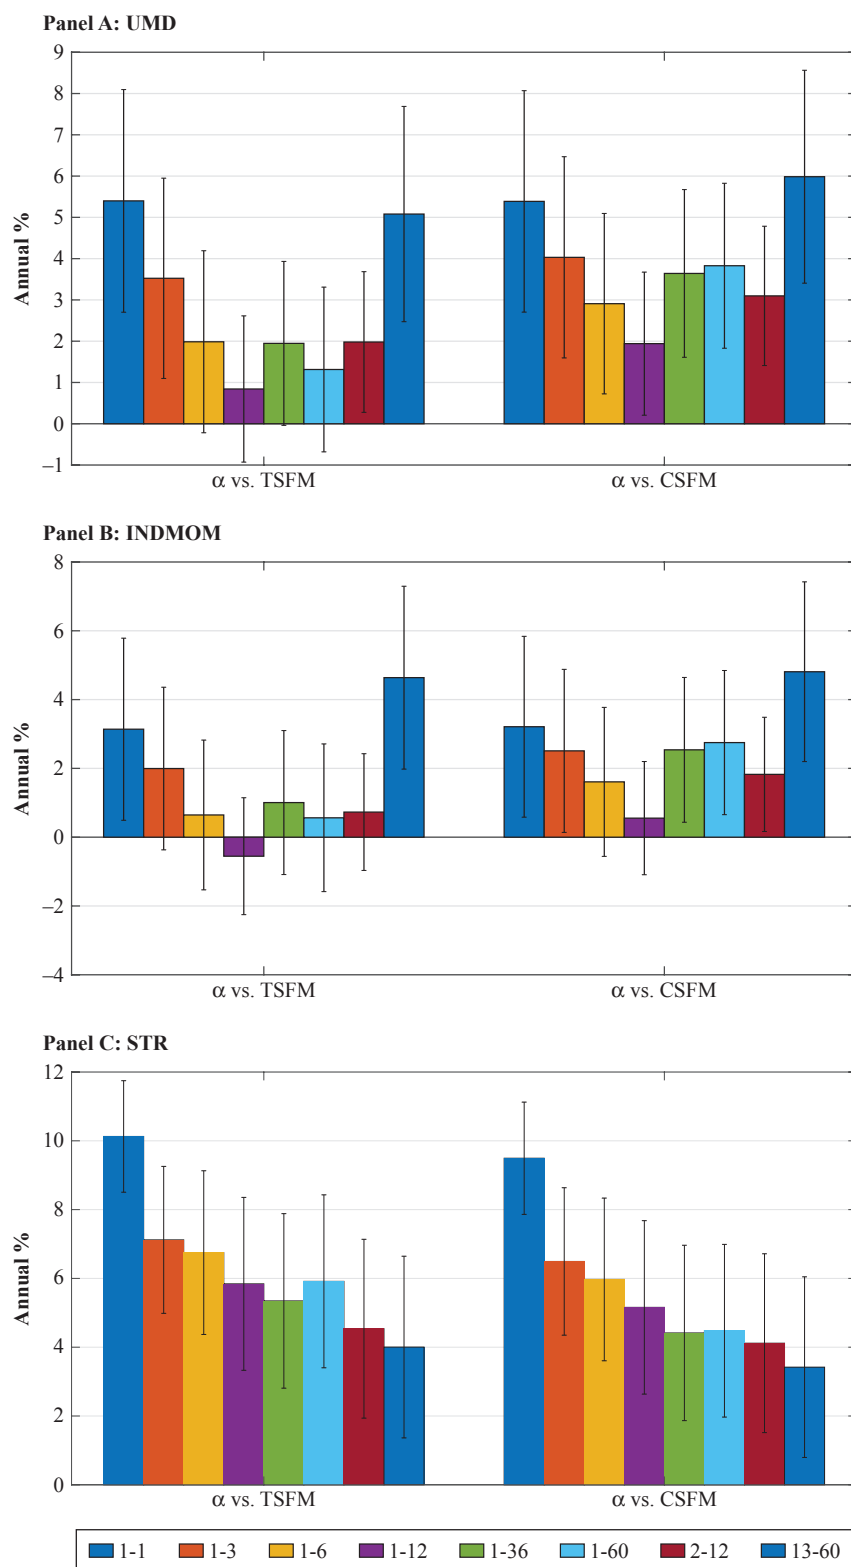 Panel A: UMD
9
8
7
6
5
4
3
2
1
0
–1
Annual %
α vs. TSFM α vs. CSFM
Panel B: INDMOM
8
6
4
2
0
–2
–4
Annual %
α vs. TSFM α vs. CSFM
Panel C: STR
12
10
8
6
4
2
0
Annual %
α vs. TSFM α vs. CSFM
1-1 1-3 1-6 1-12 1-36 1-60 2-12 13-60